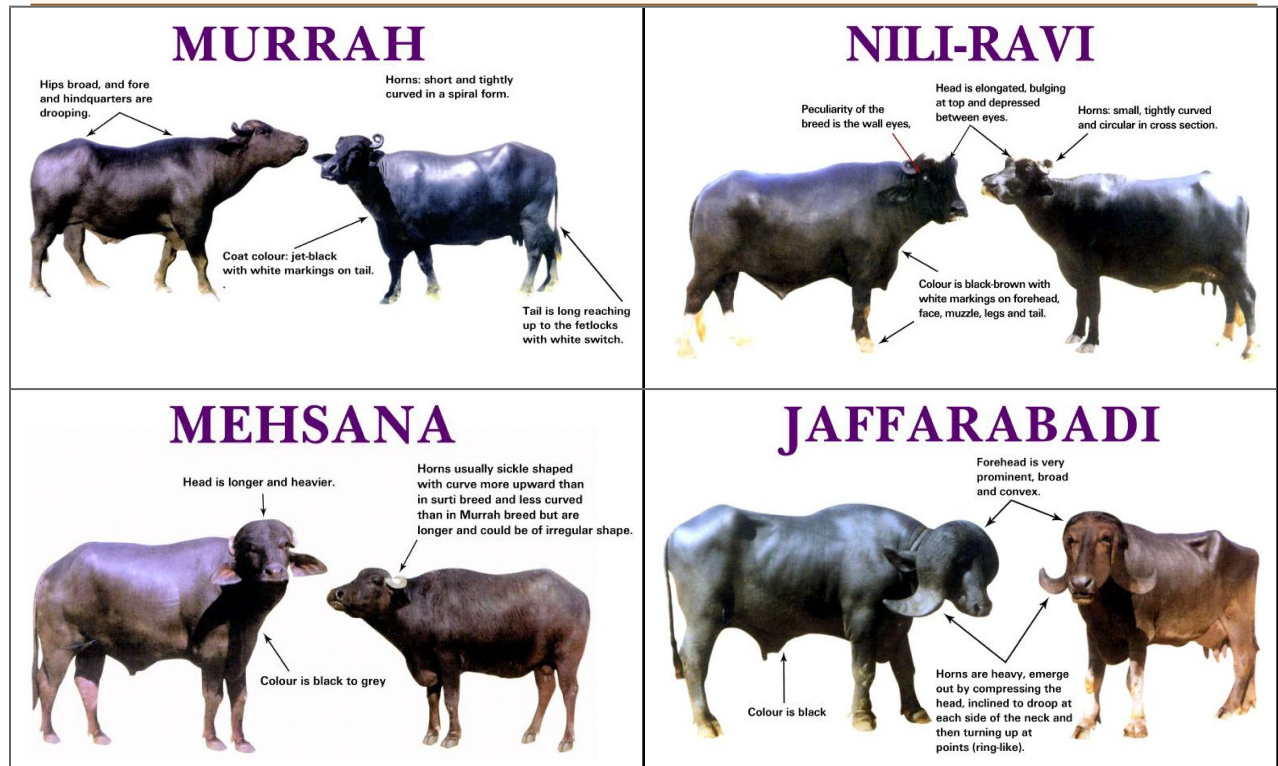 MURRAH
Hips broad, and fore
and hindquarters are
drooping.
Horns: short and tightly
curved in a spiral form.
Coat colour: jet-black
with white markings on tail.
Tail is long reaching
up to the fetlocks
with white switch.
NILI-RAVI
Peculiarity of the
breed is the wall eyes,
Head is elongated, bulging
at top and depressed
between eyes.
Horns: small, tightly curved
and circular in cross section.
Colour is black-brown with
white markings on forehead,
face, muzzle, legs and tail.
MEHSANA
Head is longer and heavier.
Horns usually sickle shaped
with curve more upward than
in surti breed and less curved
than in Murrah breed but are
longer and could be of irregular shape.
Colour is black to grey
JAFFARABADI
Forehead is very
prominent, broad
and convex.
Colour is black
Horns are heavy, emerge
out by compressing the
head, inclined to droop at
each side of the neck and
then turning up at
points (ring-like).